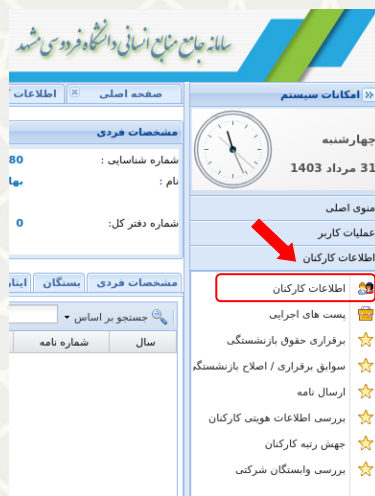 سامانه جامع منابع انسانی دانشگاه فردوسی مشهد
امکانات سیستم
چهارشنبه
31 مرداد 1403
منوی اصلی
عملیات کاربر
اطلاعات کارکنان
اطلاعات کارکنان
پست های اجرایی
برقراری حقوق بازنشستگی
سوابق برقراری / اصلاح بازنشستگی
ارسال نامه
بررسی اطلاعات هویتی کارکنان
جهش رتبه کارکنان
بررسی وابستگان شرکتی
صفحه اصلی
اطلاعات
مشخصات فردی
شماره شناسایی : 80
نام :
شماره دفتر کل: 0
مشخصات فردی بستگان
جستجو بر اساس
سال شماره نامه